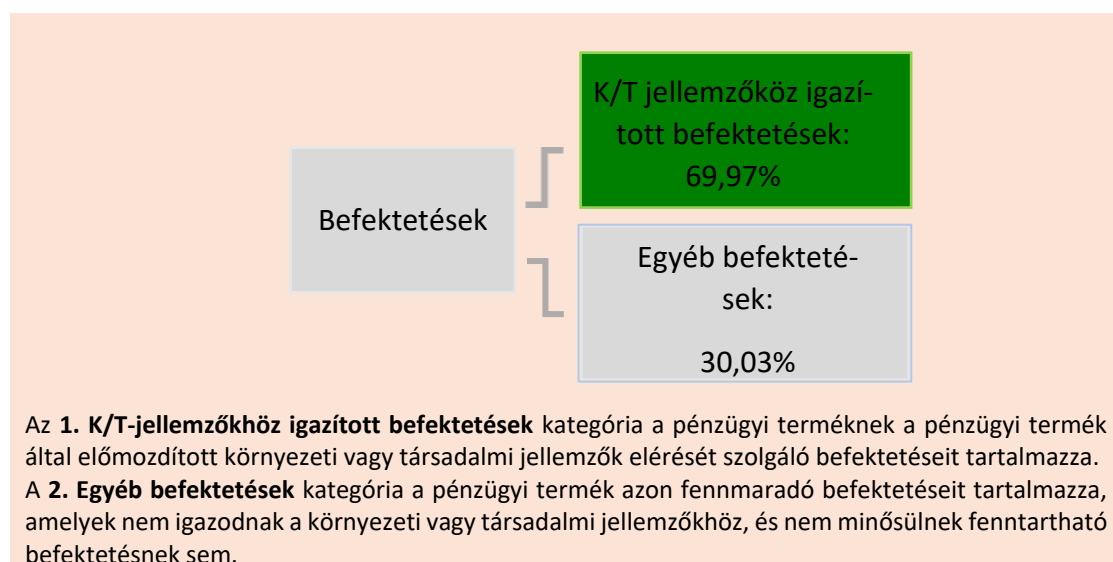 K/T jellemzőköz igazí-
tott befektetések:
69,97%
Befektetések
Egyéb befekteté-
sek:
30,03%
Az 1. K/T-jellemzőkhöz igazított befektetések kategória a pénzügyi terméknek a pénzügyi termék
által előmozdított környezeti vagy társadalmi jellemzők elérését szolgáló befektetéseit tartalmazza.
A 2. Egyéb befektetések kategória a pénzügyi termék azon fennmaradó befektetéseit tartalmazza,
amelyek nem igazodnak a környezeti vagy társadalmi jellemzőkhöz, és nem minősülnek fenntartható
befektetésnek sem.